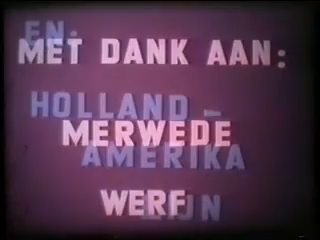 EN.
MET DANK AAN:
HOLLAND –
MERWEDE
AMERIKA
WERF
LIJN